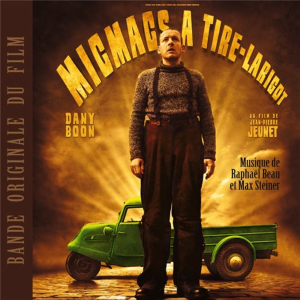 BANDE ORIGINALE DU FILM
MICMACS A TIRE-LARIGOT
DANY
BOON
UN FILM DE
JEAN-PIERRE
JEUNET
Musique de
Raphaël Beau
et Max Steiner